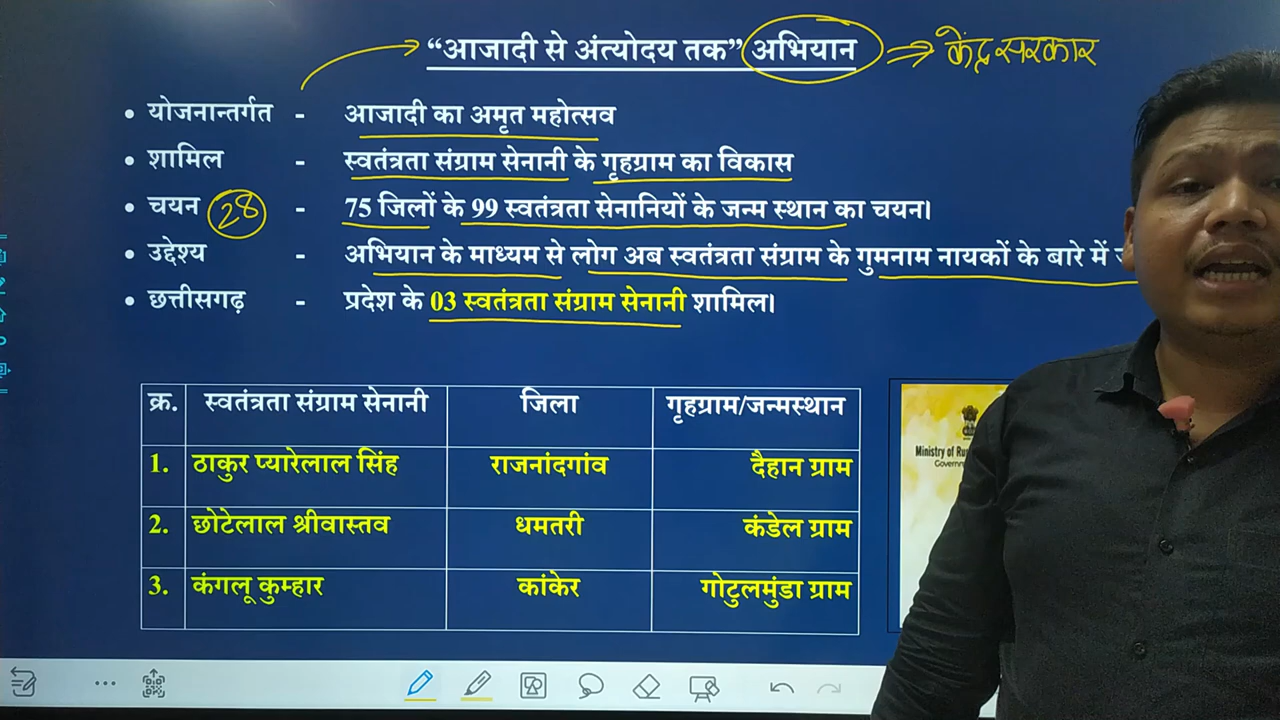 “आजादी से अंत्योदय तक” अभियान ⇒ केंद्र सरकार
• योजनान्तर्गत - आजादी का अमृत महोत्सव
• शामिल - स्वतंत्रता संग्राम सेनानी के गृहग्राम का विकास
• चयन 28 - 75 जिलों के 99 स्वतंत्रता सेनानियों के जन्म स्थान का चयन।
• उद्देश्य - अभियान के माध्यम से लोग अब स्वतंत्रता संग्राम के गुमनाम नायकों के बारे में
• छत्तीसगढ़ - प्रदेश के 03 स्वतंत्रता संग्राम सेनानी शामिल।
क्र. स्वतंत्रता संग्राम सेनानी जिला गृहग्राम/जन्मस्थान
1. ठाकुर प्यारेलाल सिंह राजनांदगांव दैहान ग्राम
2. छोटेलाल श्रीवास्तव धमतरी कंडेल ग्राम
3. कंगलू कुम्हार कांकेर गोटुलमुंडा ग्राम
Ministry of